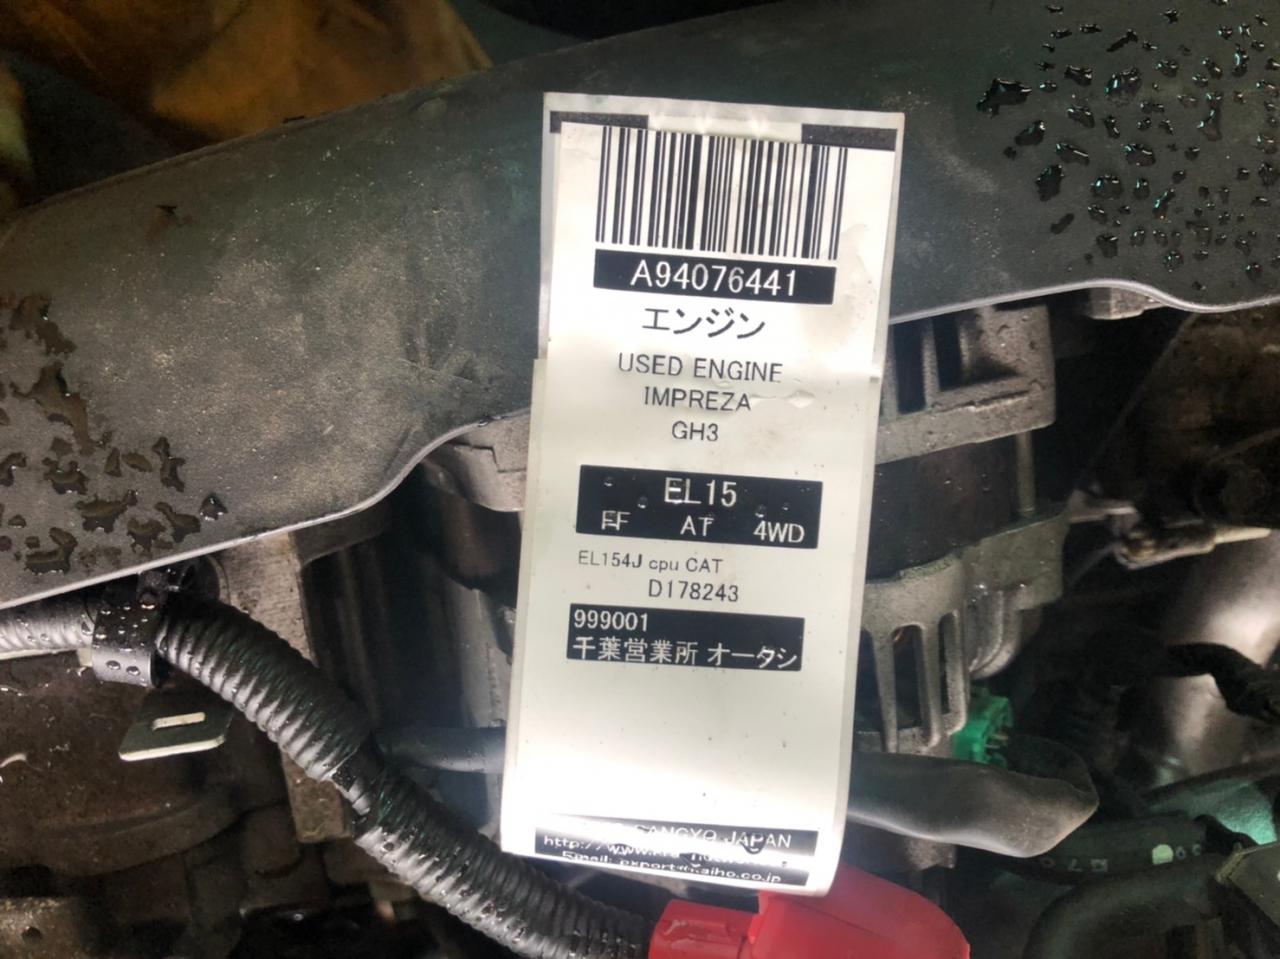 A94076441
エンジン
USED ENGINE
IMPREZA
GH3
EL15
FF AT 4WD
EL154J cpu CAT
D178243
999001
千葉営業所 オータシ
SANGYO JAPAN